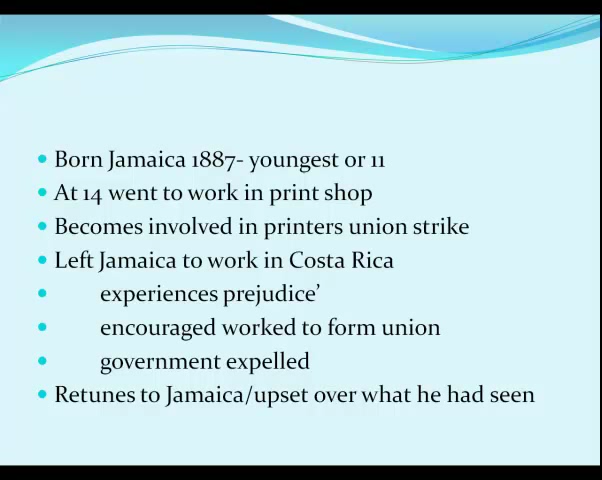 Born Jamaica 1887- youngest or 11
At 14 went to work in print shop
Becomes involved in printers union strike
Left Jamaica to work in Costa Rica
experiences prejudice’
encouraged worked to form union
government expelled
Retunes to Jamaica/upset over what he had seen